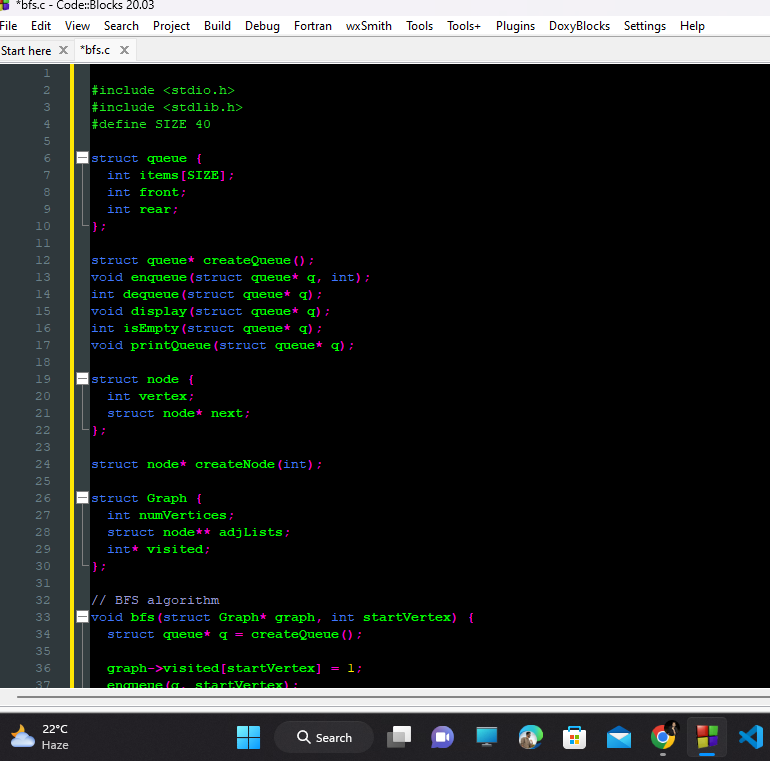 *bfs.c - Code::Blocks 20.03
File Edit View Search Project Build Debug Fortran wxSmith Tools Tools+ Plugins DoxyBlocks Settings Help
Start here *bfs.c
1
2 #include <stdio.h>
3 #include <stdlib.h>
4 #define SIZE 40
5
6 struct queue {
7 int items[SIZE];
8 int front;
9 int rear;
10 };
11
12 struct queue* createQueue();
13 void enqueue(struct queue* q, int);
14 int dequeue(struct queue* q);
15 void display(struct queue* q);
16 int isEmpty(struct queue* q);
17 void printQueue(struct queue* q);
18
19 struct node {
20 int vertex;
21 struct node* next;
22 };
23
24 struct node* createNode(int);
25
26 struct Graph {
27 int numVertices;
28 struct node** adjLists;
29 int* visited;
30 };
31
32 // BFS algorithm
33 void bfs(struct Graph* graph, int startVertex) {
34 struct queue* q = createQueue();
35
36 graph->visited[startVertex] = 1;
37 enqueue(q, startVertex);
22°C
Haze
Search